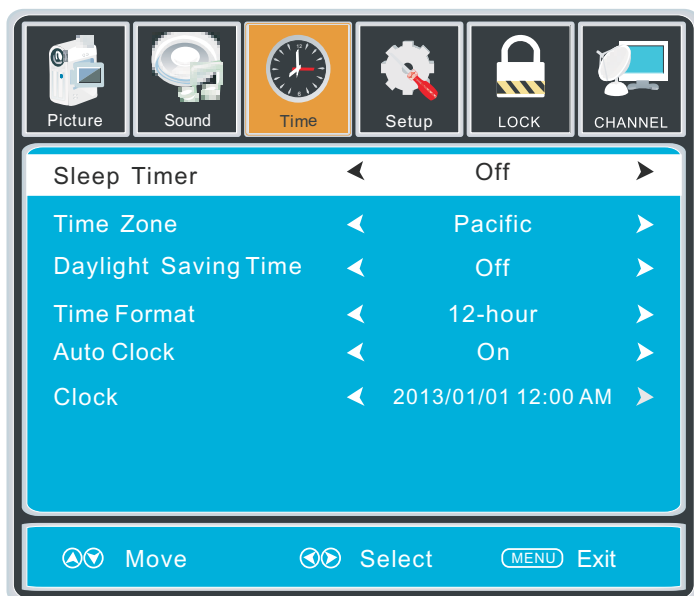 Picture Sound Time Setup LOCK CHANNEL
Sleep Timer Off
Time Zone Pacific
Daylight Saving Time Off
Time Format 12-hour
Auto Clock On
Clock 2013/01/01 12:00 AM
Move Select MENU Exit